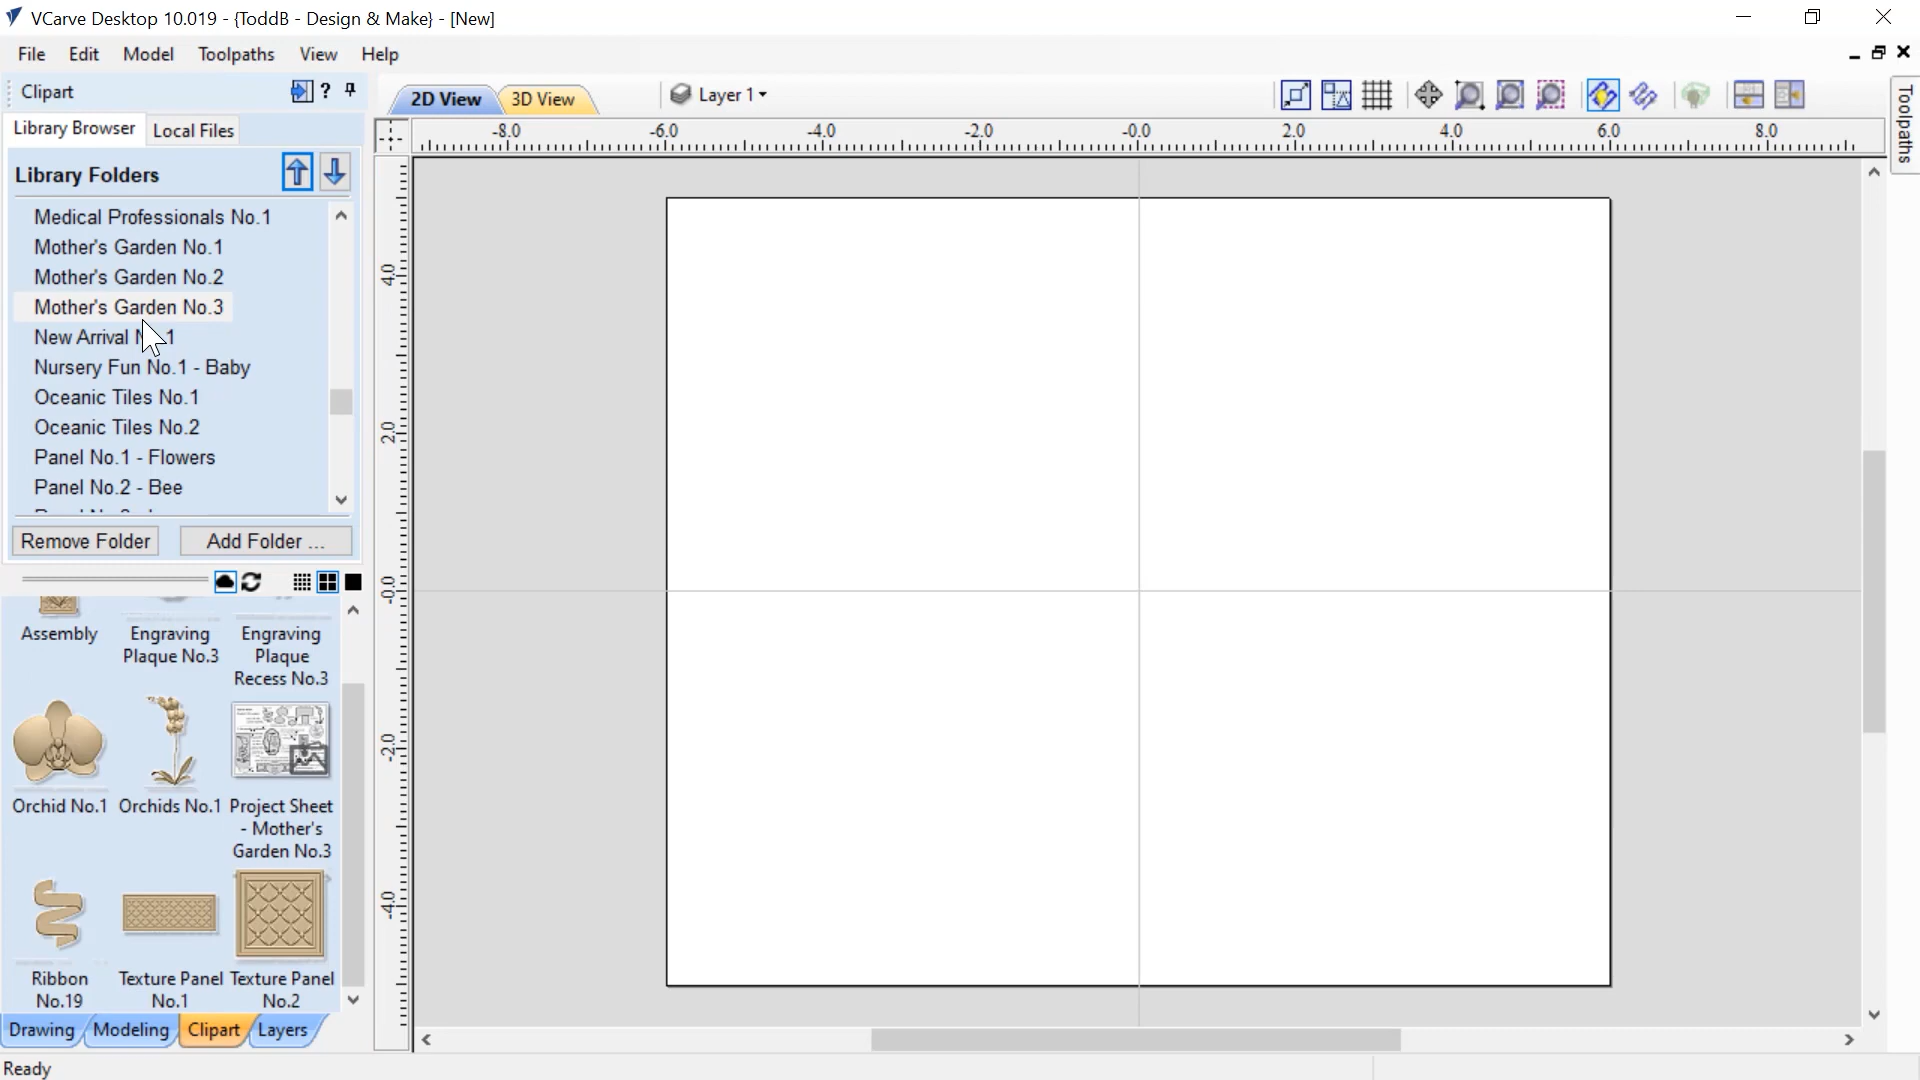 VCarve Desktop 10.019 - {ToddB - Design & Make} - [New]
File Edit Model Toolpaths View Help
Clipart ?
2D View 3D View Layer 1
Toolpaths
Library Browser Local Files
-8.0 -6.0 -4.0 -2.0 -0.0 2.0 4.0 6.0 8.0
Library Folders
Medical Professionals No.1
Mother's Garden No.1
Mother's Garden No.2
Mother's Garden No.3
New Arrival
Nursery Fun No.1 - Baby
Oceanic Tiles No.1
Oceanic Tiles No.2
Panel No.1 - Flowers
Panel No.2 - Bee
Remove Folder Add Folder ...
4.0
2.0
-0.0
-2.0
-4.0
Assembly
Engraving
Plaque No.3
Engraving
Plaque
Recess No.3
Orchid No.1
Orchids No.1
Project Sheet
- Mother's
Garden No.3
Ribbon
No.19
Texture Panel
No.1
Texture Panel
No.2
Drawing Modeling Clipart Layers
Ready